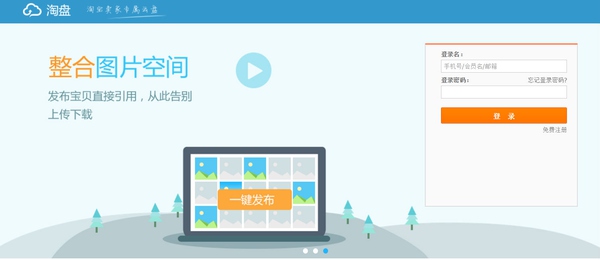 淘盘
淘宝卖家专属网盘
整合图片空间
发布宝贝直接引用，从此告别
上传下载
一键发布
登录名：
手机号/会员名/邮箱
登录密码：
忘记登录密码?
登 录
免费注册